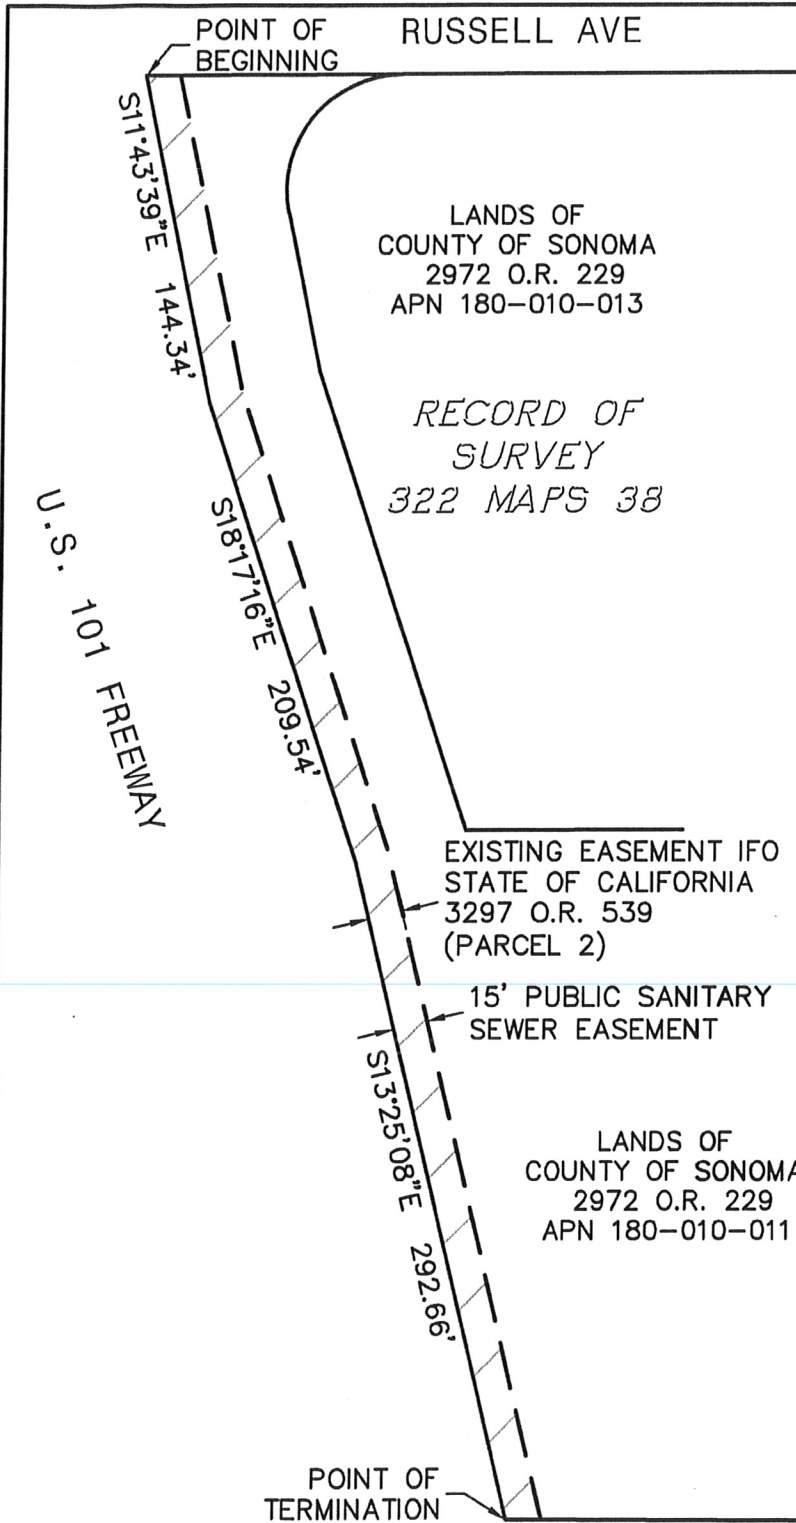 POINT OF
BEGINNING
RUSSELL AVE
S11°43'39"E 144.34'
LANDS OF
COUNTY OF SONOMA
2972 O.R. 229
APN 180-010-013
RECORD OF
SURVEY
322 MAPS 38
U.S. 101 FREEWAY
S18°17'16"E 209.54'
EXISTING EASEMENT IFO
STATE OF CALIFORNIA
3297 O.R. 539
(PARCEL 2)
15' PUBLIC SANITARY
SEWER EASEMENT
S13°25'08"E 292.66'
LANDS OF
COUNTY OF SONOMA
2972 O.R. 229
APN 180-010-011
POINT OF
TERMINATION